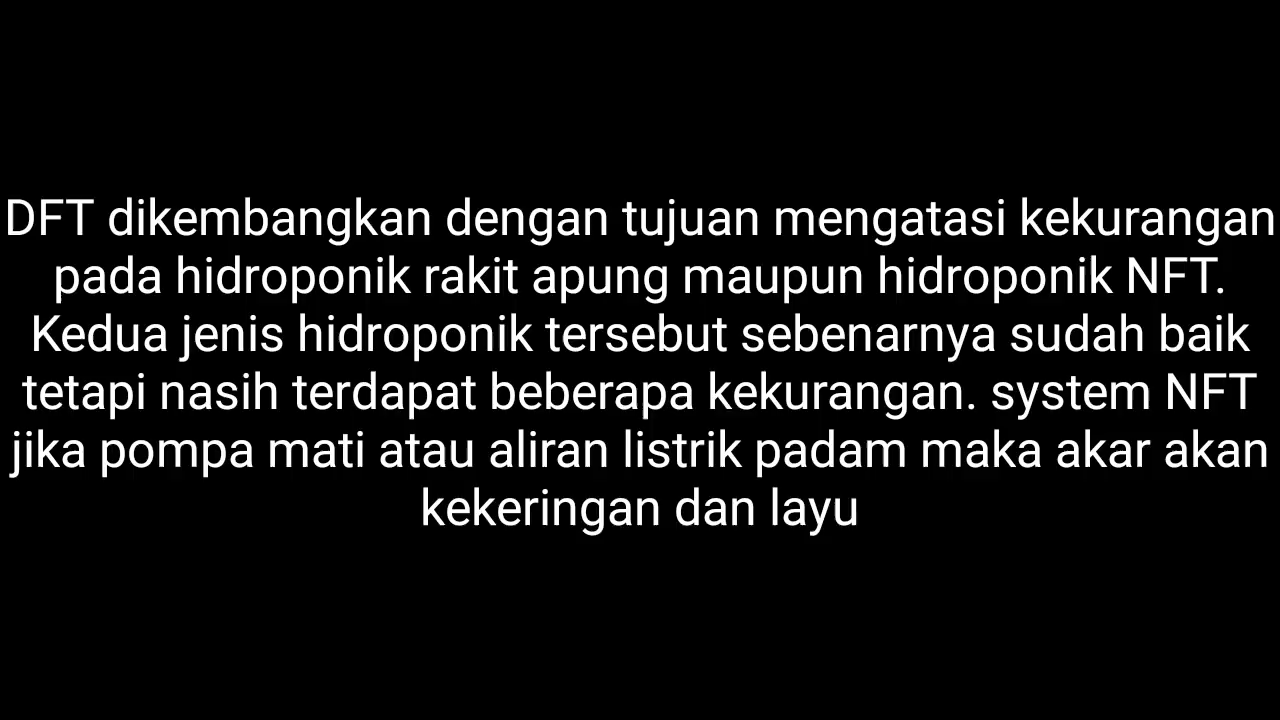 DFT dikembangkan dengan tujuan mengatasi kekurangan
pada hidroponik rakit apung maupun hidroponik NFT.
Kedua jenis hidroponik tersebut sebenarnya sudah baik
tetapi nasih terdapat beberapa kekurangan. system NFT
jika pompa mati atau aliran listrik padam maka akar akan
kekeringan dan layu